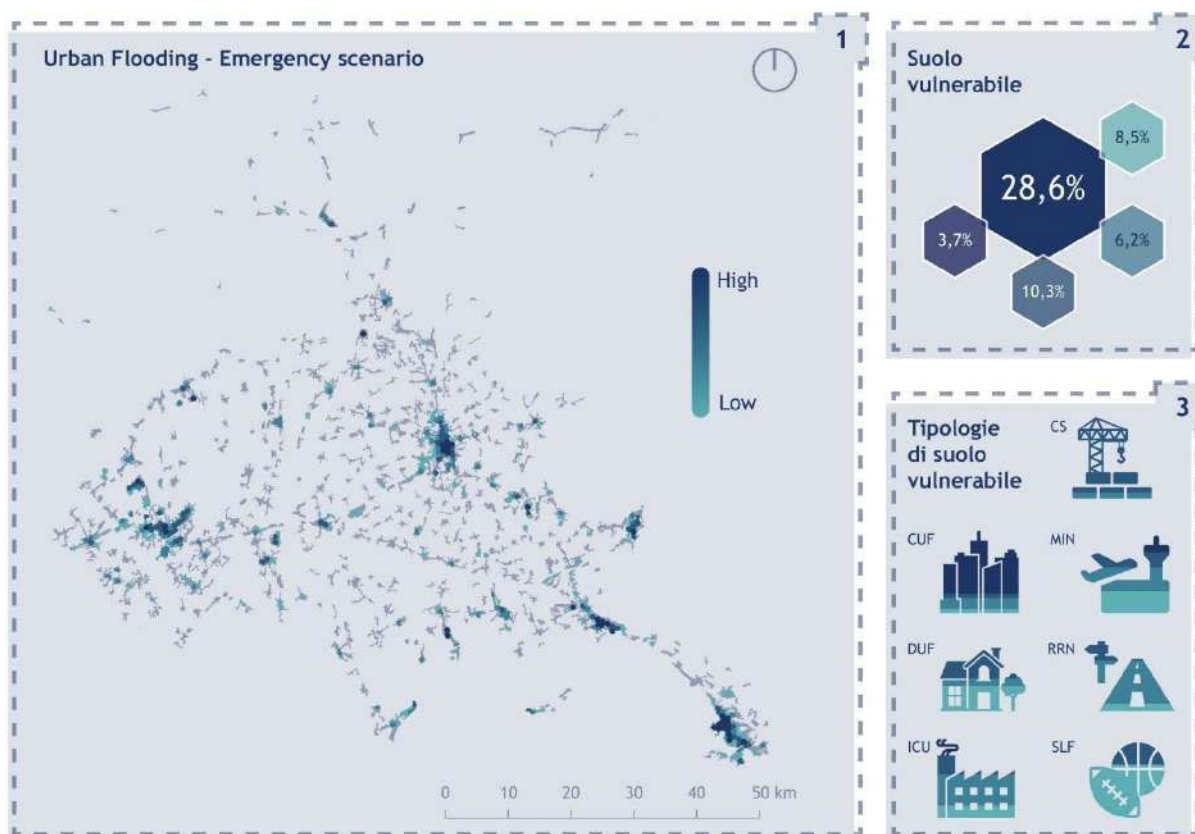 1
Urban Flooding - Emergency scenario
High
Low
0 10 20 30 40 50 km
2
Suolo
vulnerabile
8,5%
28,6%
3,7%
6,2%
10,3%
3
Tipologie
di suolo
vulnerabile
CS
CUF
MIN
DUF
RRN
ICU
SLF